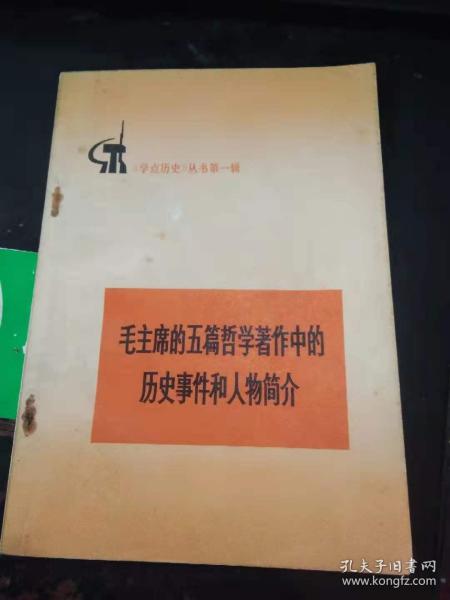 《学点历史》丛书第一辑
毛主席的五篇哲学著作中的
历史事件和人物简介
孔夫子旧书网
www.kongfz.com